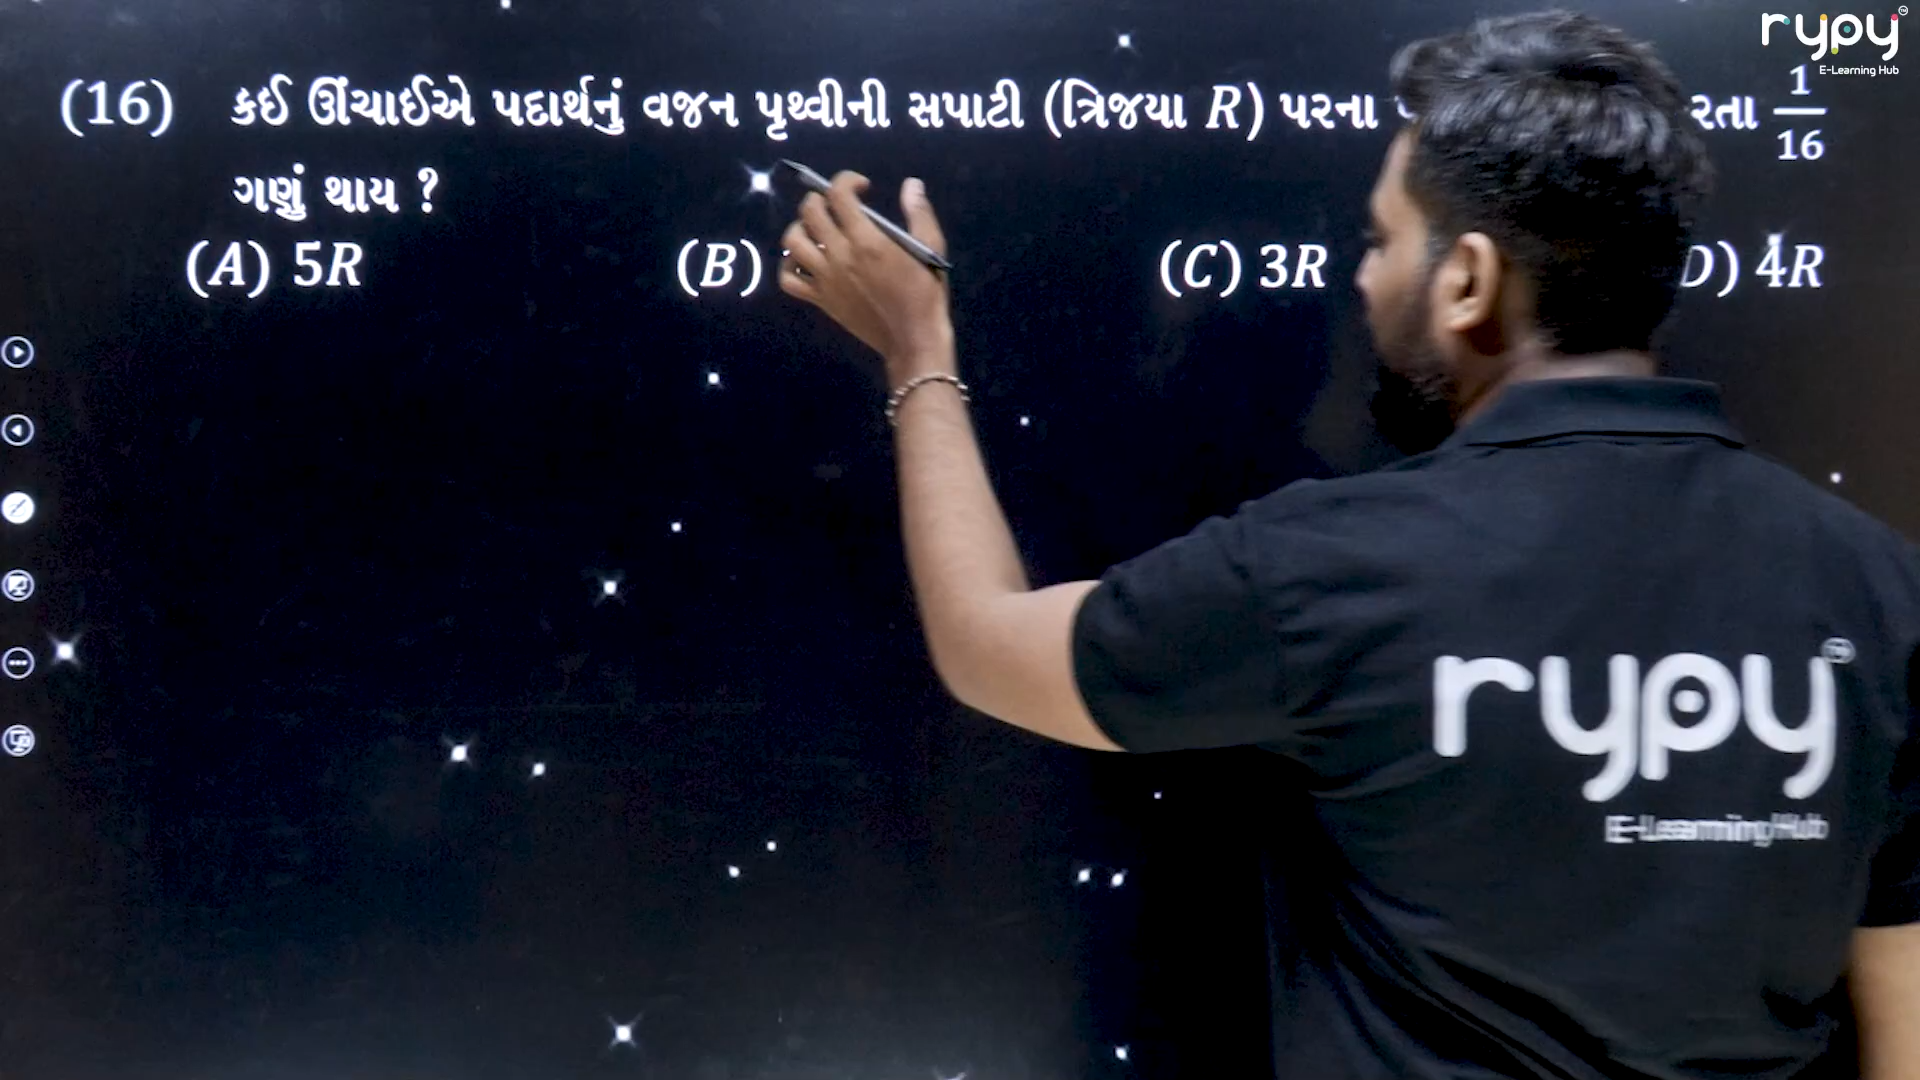 rypy
E-Learning Hub
(16) કઈ ઊંચાઈએ પદાર્થનું વજન પૃથ્વીની સપાટી (ત્રિજયા R) પરના રતા 1/16
ગણું થાય ?
(A) 5R (B) (C) 3R D) 4R
rypy
E-Learning Hub